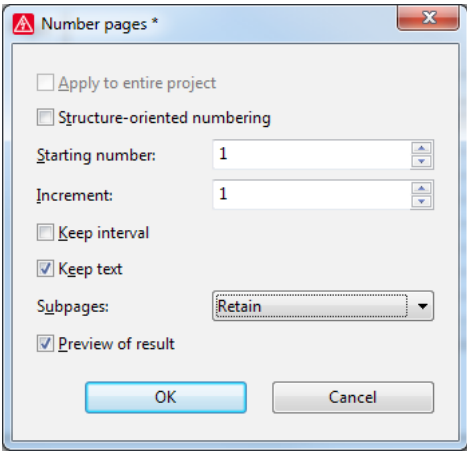 Number pages *
Apply to entire project
Structure-oriented numbering
Starting number: 1
Increment: 1
Keep interval
Keep text
Subpages: Retain
Preview of result
OK Cancel